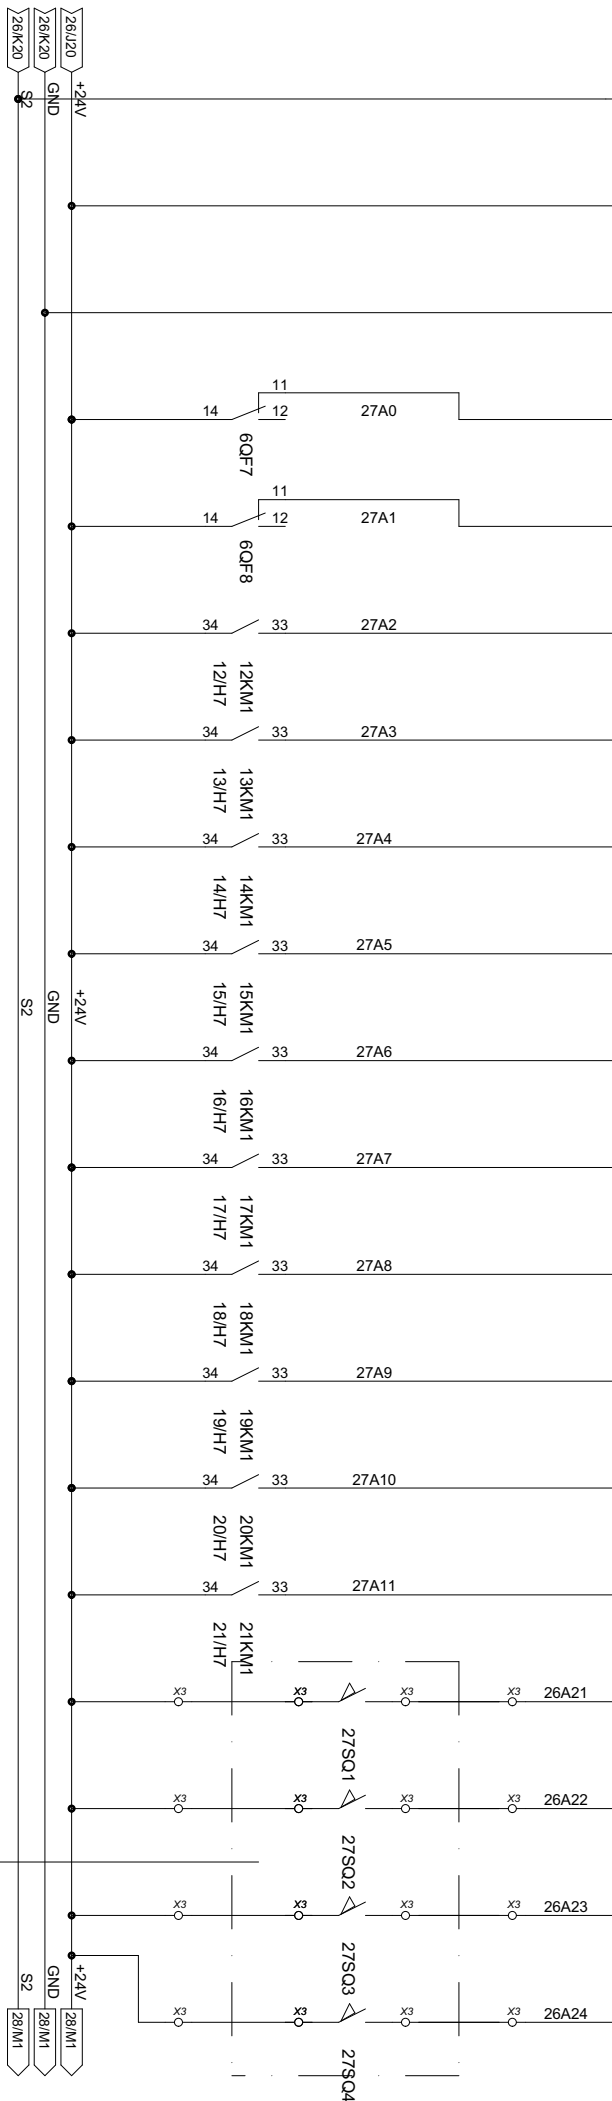 26/K20
26/K20
26/J20
S2
GND
+24V
11
14
12
27A0
6QF7
11
14
12
27A1
6QF8
34
33
27A2
12KM1
12/H7
34
33
27A3
13KM1
13/H7
34
33
27A4
14KM1
14/H7
34
33
27A5
S2
GND
+24V
15KM1
15/H7
34
33
27A6
16KM1
16/H7
34
33
27A7
17KM1
17/H7
34
33
27A8
18KM1
18/H7
34
33
27A9
19KM1
19/H7
34
33
27A10
20KM1
20/H7
34
33
27A11
21KM1
21/H7
X3
X3
X3
X3
26A21
27SQ1
X3
X3
X3
X3
26A22
27SQ2
X3
X3
X3
X3
26A23
27SQ3
S2
GND
+24V
X3
X3
X3
X3
26A24
27SQ4
28/M1
28/M1
28/M1